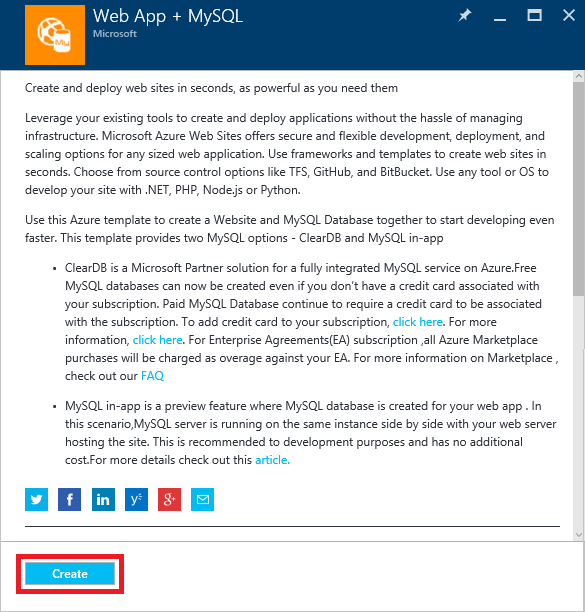 Web App + MySQL
Microsoft
Create and deploy web sites in seconds, as powerful as you need them
Leverage your existing tools to create and deploy applications without the hassle of managing
infrastructure. Microsoft Azure Web Sites offers secure and flexible development, deployment, and
scaling options for any sized web application. Use frameworks and templates to create web sites in
seconds. Choose from source control options like TFS, GitHub, and BitBucket. Use any tool or OS to
develop your site with .NET, PHP, Node.js or Python.
Use this Azure template to create a Website and MySQL Database together to start developing even
faster. This template provides two MySQL options - ClearDB and MySQL in-app
• ClearDB is a Microsoft Partner solution for a fully integrated MySQL service on Azure.Free
MySQL databases can now be created even if you don't have a credit card associated with
your subscription. Paid MySQL Database continue to require a credit card to be associated
with the subscription. To add credit card to your subscription, click here. For more
information, click here. For Enterprise Agreements(EA) subscription ,all Azure Marketplace
purchases will be charged as overage against your EA. For more information on Marketplace ,
check out our FAQ
• MySQL in-app is a preview feature where MySQL database is created for your web app . In
this scenario,MySQL server is running on the same instance side by side with your web server
hosting the site. This is recommended to development purposes and has no additional
cost.For more details check out this article.
Create